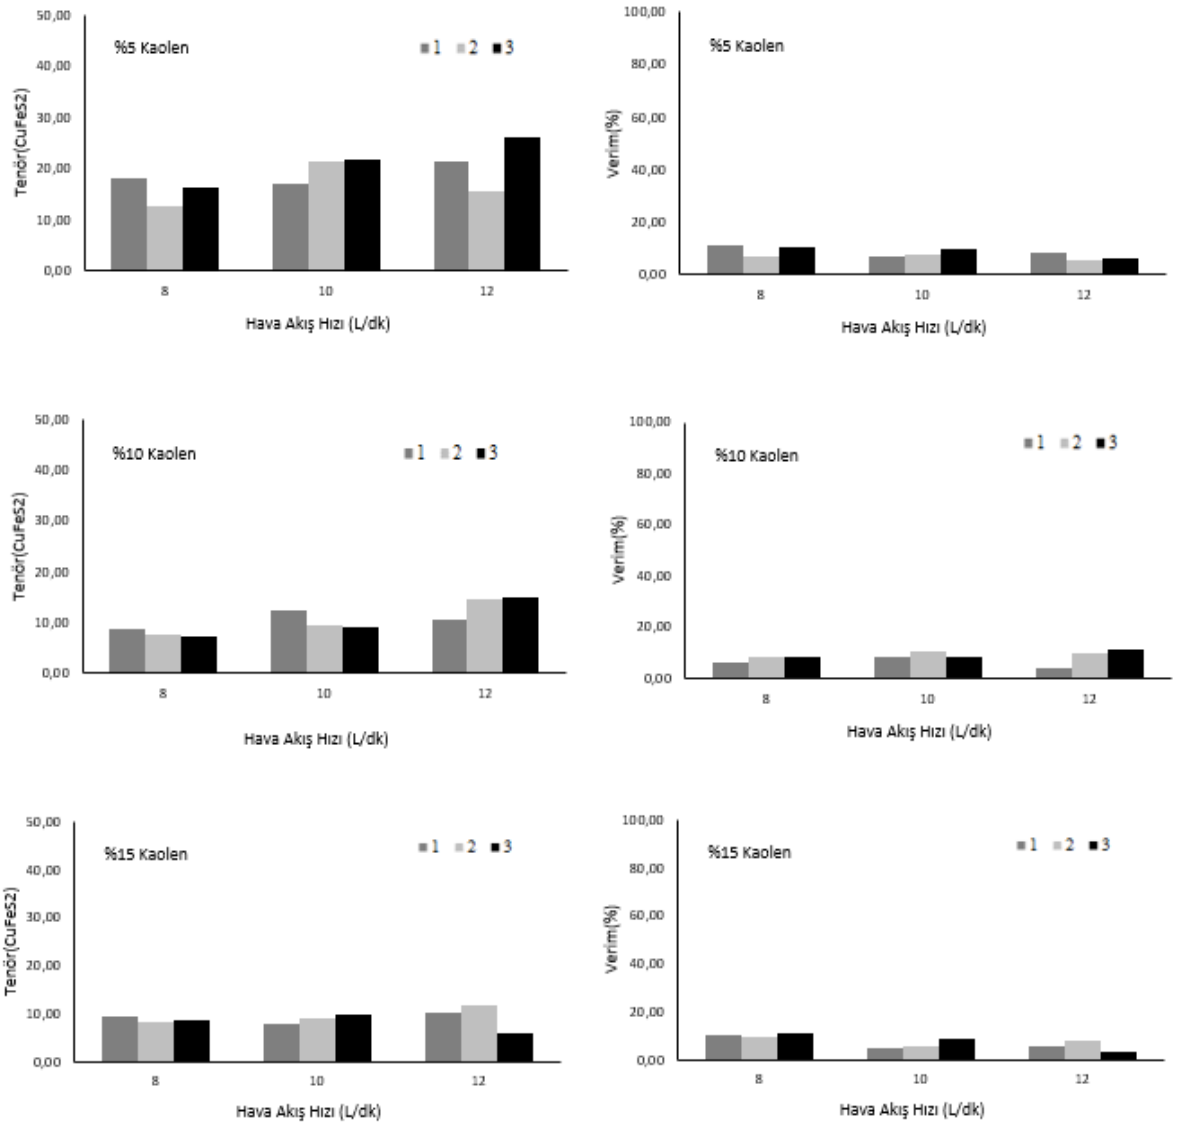 50,00
%5 Kaolen
1 2 3
40,00
30,00
20,00
10,00
0,00
Tenör(CuFeS2)
8 10 12
Hava Akış Hızı (L/dk)
100,00
%5 Kaolen
80,00
60,00
40,00
20,00
0,00
Verim(%)
8 10 12
Hava Akış Hızı (L/dk)
50,00
%10 Kaolen
1 2 3
40,00
30,00
20,00
10,00
0,00
Tenör(CuFeS2)
8 10 12
Hava Akış Hızı (L/dk)
100,00
%10 Kaolen
1 2 3
80,00
60,00
40,00
20,00
0,00
Verim(%)
8 10 12
Hava Akış Hızı (L/dk)
50,00
%15 Kaolen
1 2 3
40,00
30,00
20,00
10,00
0,00
Tenör(CuFeS2)
8 10 12
Hava Akış Hızı (L/dk)
100,00
%15 Kaolen
1 2 3
80,00
60,00
40,00
20,00
0,00
Verim(%)
8 10 12
Hava Akış Hızı (L/dk)